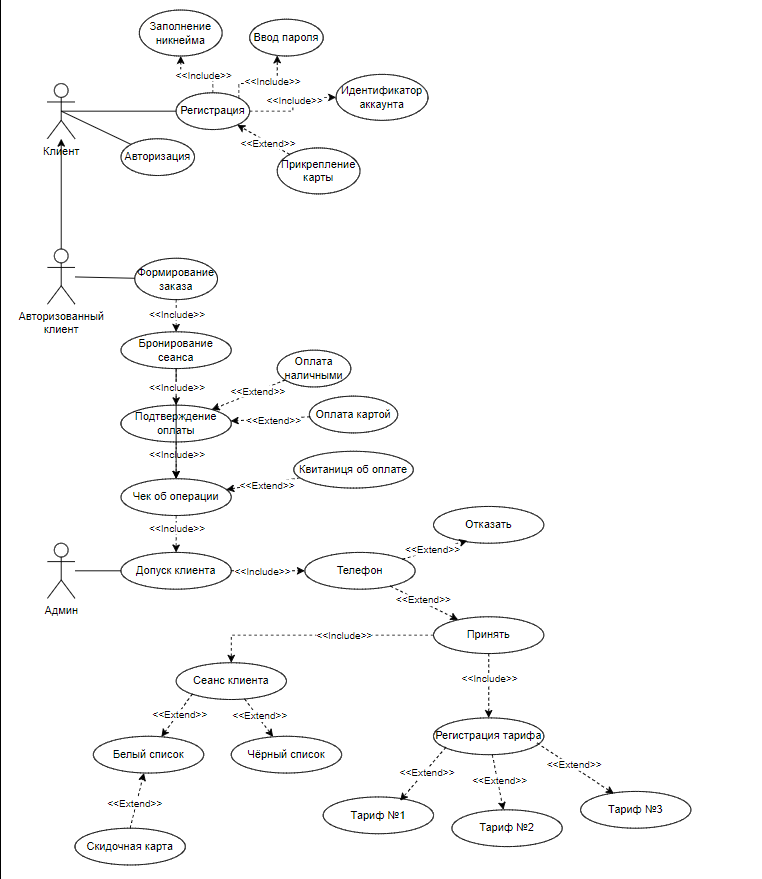 Заполнение
никнейма
Ввод пароля
<<Include>>
<<Include>>
Идентификатор
аккаунта
<<Include>>
Регистрация
Клиент
<<Extend>>
Авторизация
Прикрепление
карты
Формирование
заказа
Авторизованный
клиент
<<Include>>
Бронирование
сеанса
Оплата
наличными
<<Include>>
<<Extend>>
Подтверждение
оплаты
<<Extend>>
Оплата картой
<<Include>>
Квитаниця об оплате
<<Extend>>
Чек об операции
<<Include>>
Отказать
<<Extend>>
Админ
Допуск клиента
<<Include>>
Телефон
<<Extend>>
Принять
<<Include>>
Сеанс клиента
<<Include>>
<<Extend>>
<<Extend>>
Регистрация тарифа
Белый список
Чёрный список
<<Extend>>
<<Extend>>
<<Extend>>
<<Extend>>
Тариф №1
Тариф №2
Тариф №3
Скидочная карта